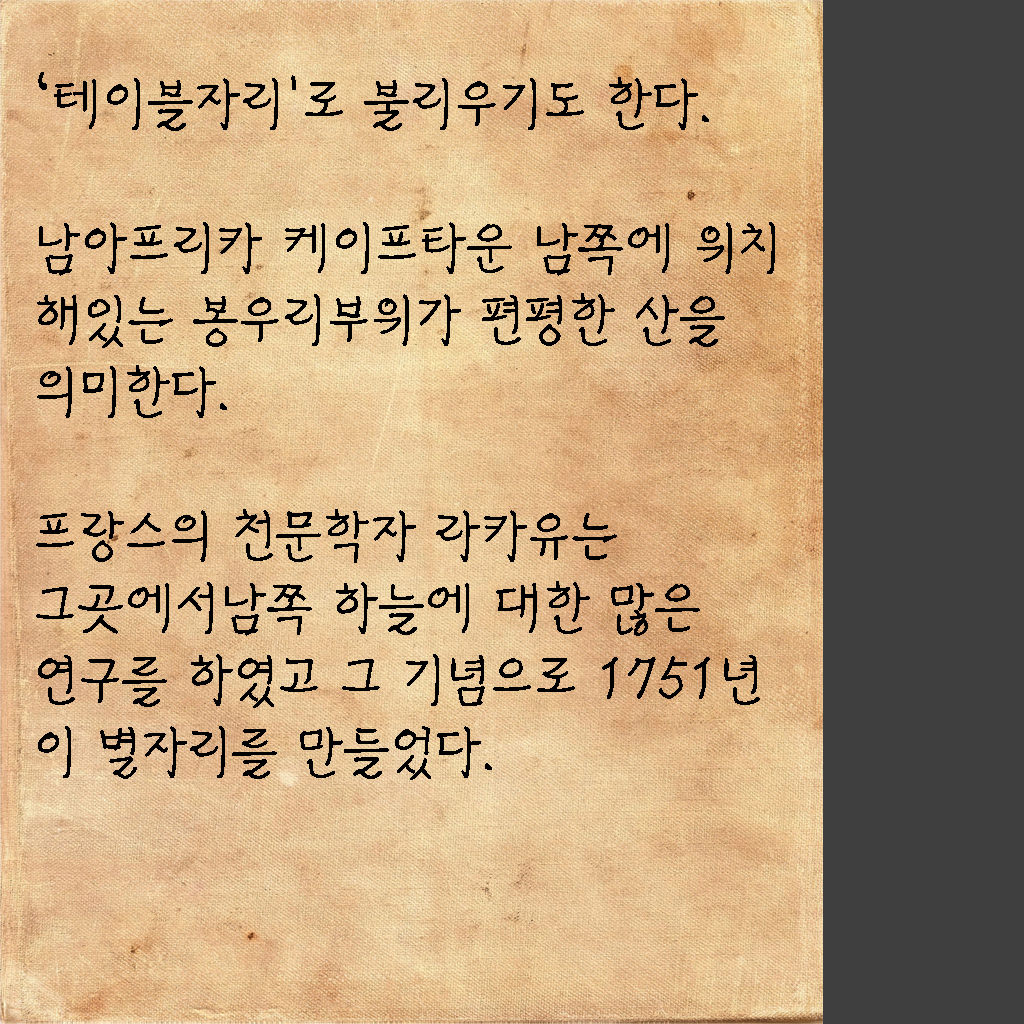 ‘테이블자리'로 불리우기도 한다.
남아프리카 케이프타운 남쪽에 위치
해있는 봉우리부위가 편평한 산을
의미한다.
프랑스의 천문학자 라카유는
그곳에서남쪽 하늘에 대한 많은
연구를 하였고 그 기념으로 1751년
이 별자리를 만들었다.